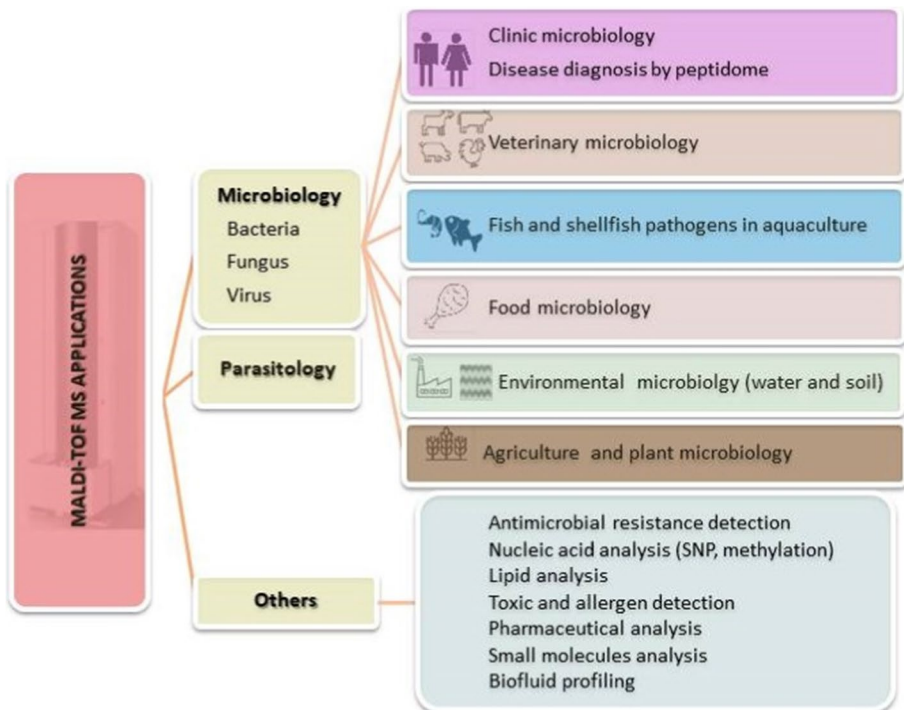 MALDI-TOF MS APPLICATIONS
Microbiology
Bacteria
Fungus
Virus
Parasitology
Others
Clinic microbiology
Disease diagnosis by peptidome
Veterinary microbiology
Fish and shellfish pathogens in aquaculture
Food microbiology
Environmental microbiolgy (water and soil)
Agriculture and plant microbiology
Antimicrobial resistance detection
Nucleic acid analysis (SNP, methylation)
Lipid analysis
Toxic and allergen detection
Pharmaceutical analysis
Small molecules analysis
Biofluid profiling